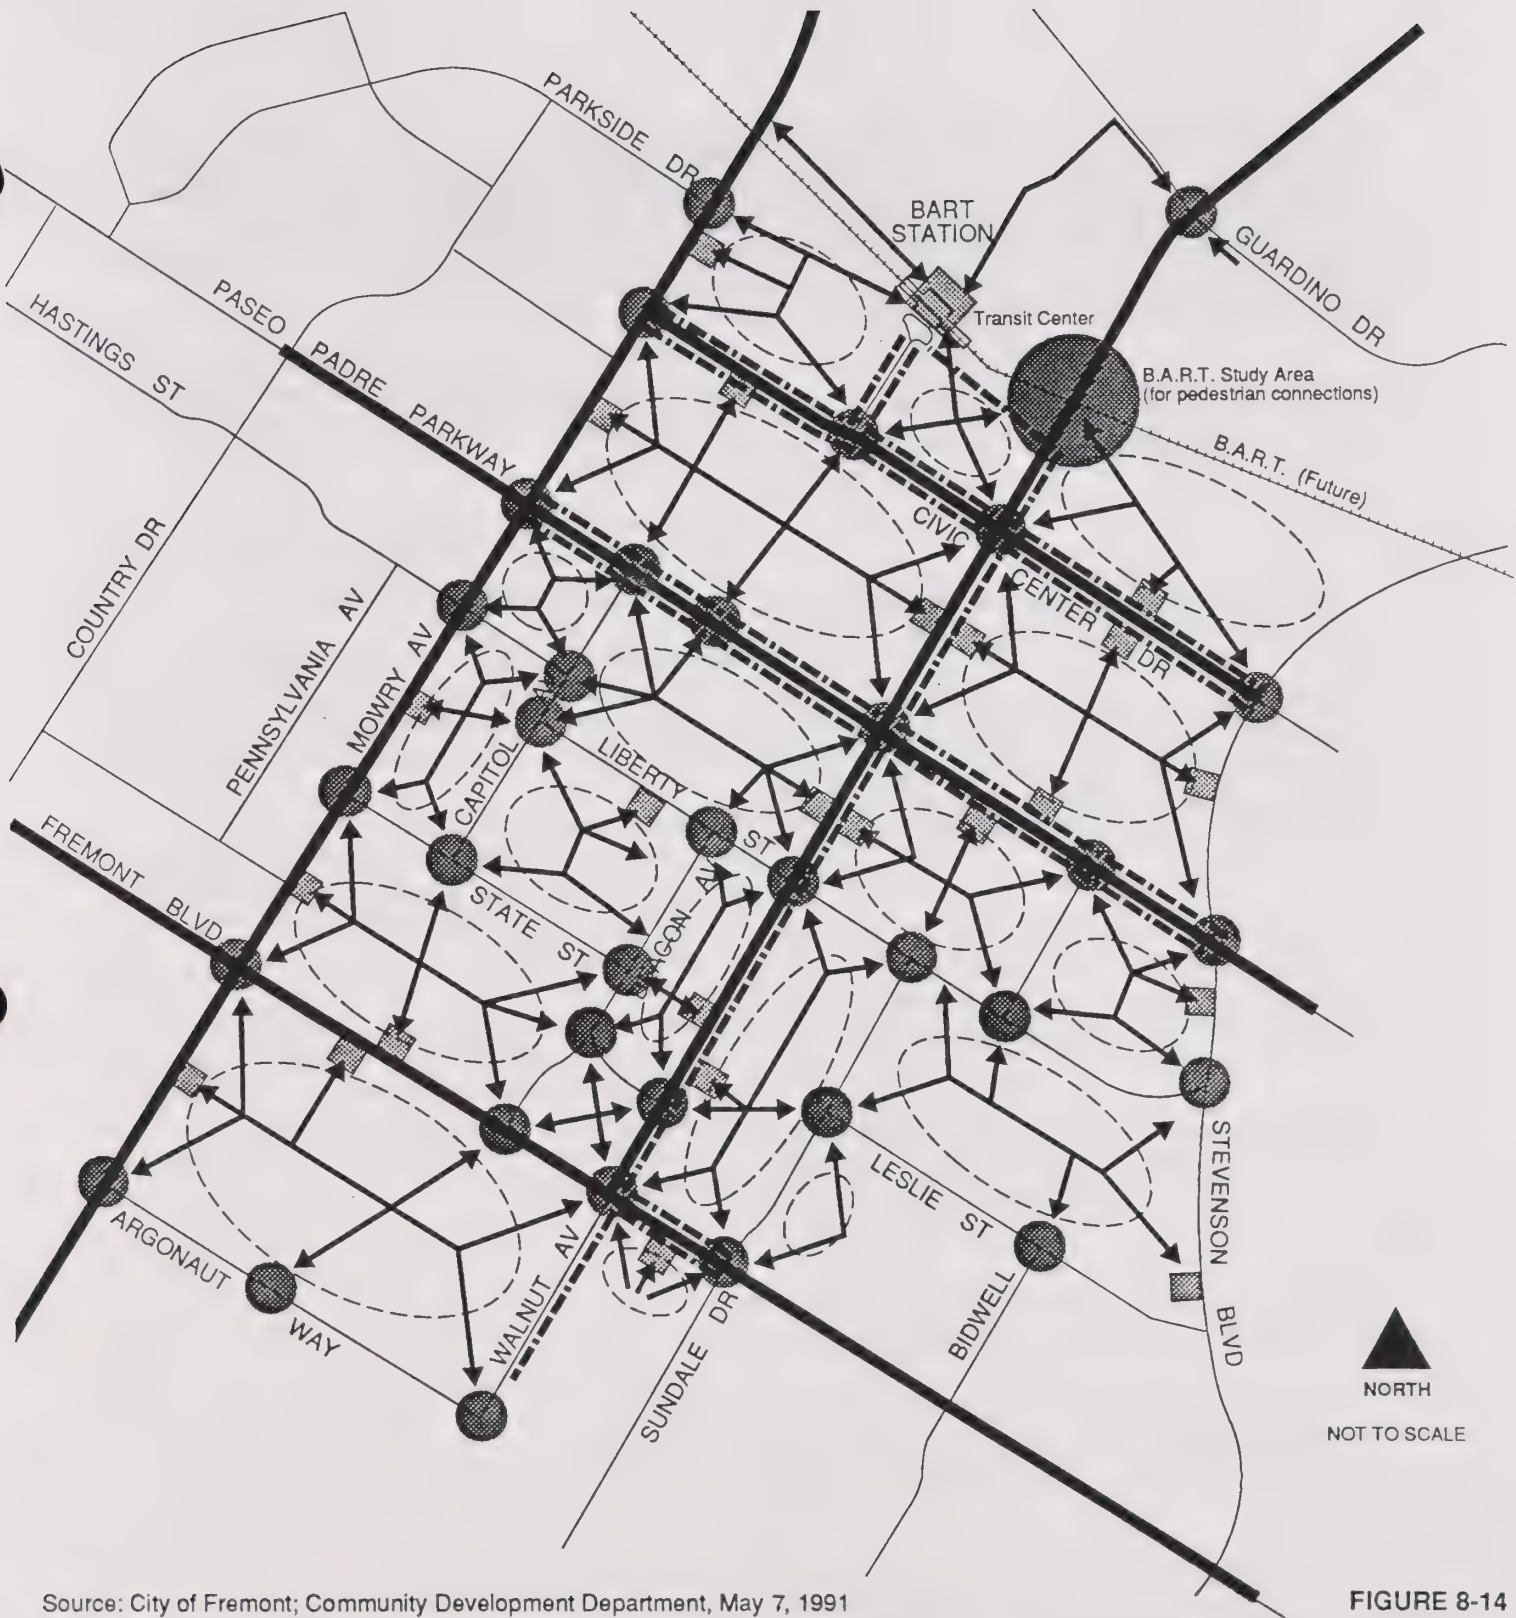 PARKSIDE DR
BART
STATION
GUARDINO DR
Transit Center
B.A.R.T. Study Area
(for pedestrian connections)
B.A.R.T. (Future)
PASEO PADRE PARKWAY
HASTINGS ST
CIVIC CENTER DR
COUNTRY DR
PENNSYLVANIA AV
MOWRY AV
CAPITOL AV
LIBERTY ST
FREMONT BLVD
STATE ST
AV
LESLIE ST
STEVENSON BLVD
ARGONAUT WAY
WALNUT AV
SUNDALE DR
BIDWELL
NORTH
NOT TO SCALE
Source: City of Fremont; Community Development Department, May 7, 1991
FIGURE 8-14